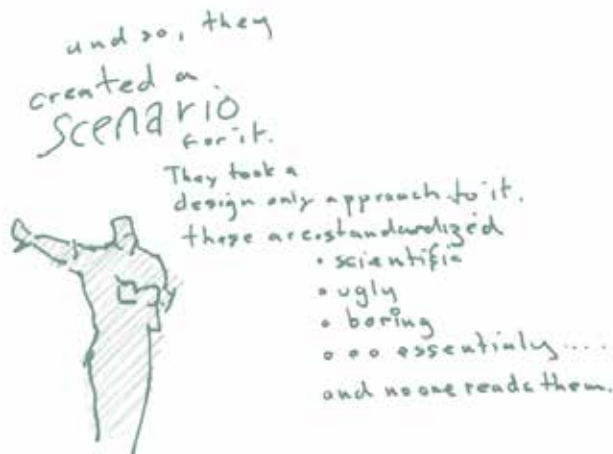 and so, they
created a
scenario
for it.
They took a
design only approach to it.
these are standardized
• scientific
• ugly
• boring
• • • essentially....
and no one reads them.